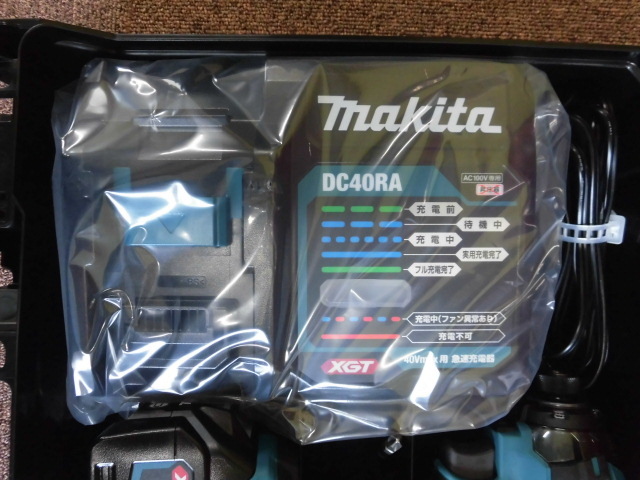 makita
DC40RA
AC100V専用
充電前
待機中
充電中
実用充電完了
フル充電完了
充電中(ファン異常あり)
充電不可
XGT
40Vmax用 急速充電器